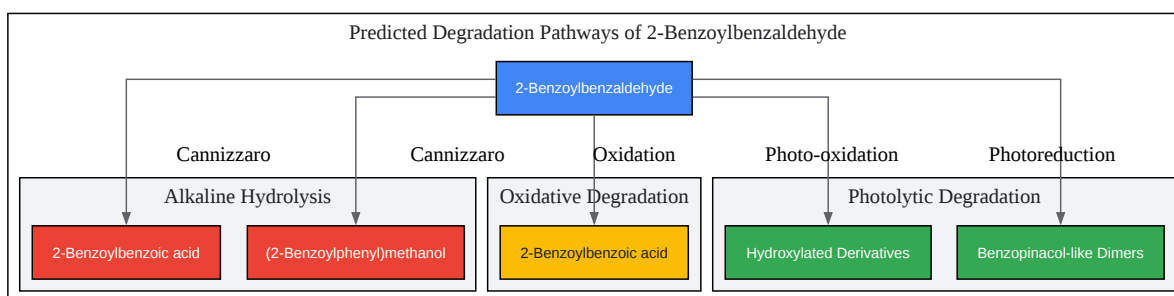 Predicted Degradation Pathways of 2-Benzoylbenzaldehyde
2-Benzoylbenzaldehyde
Cannizzaro
Cannizzaro
Oxidation
Photo-oxidation
Photoreduction
Alkaline Hydrolysis
Oxidative Degradation
Photolytic Degradation
2-Benzoylbenzoic acid
(2-Benzoylphenyl)methanol
2-Benzoylbenzoic acid
Hydroxylated Derivatives
Benzopinacol-like Dimers